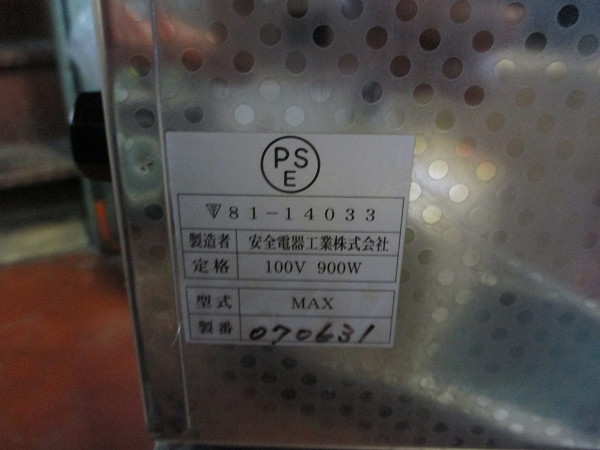 PS
E
▽81-14033
製造者 安全電器工業株式会社
定格 100V 900W
型式 MAX
製番 070631